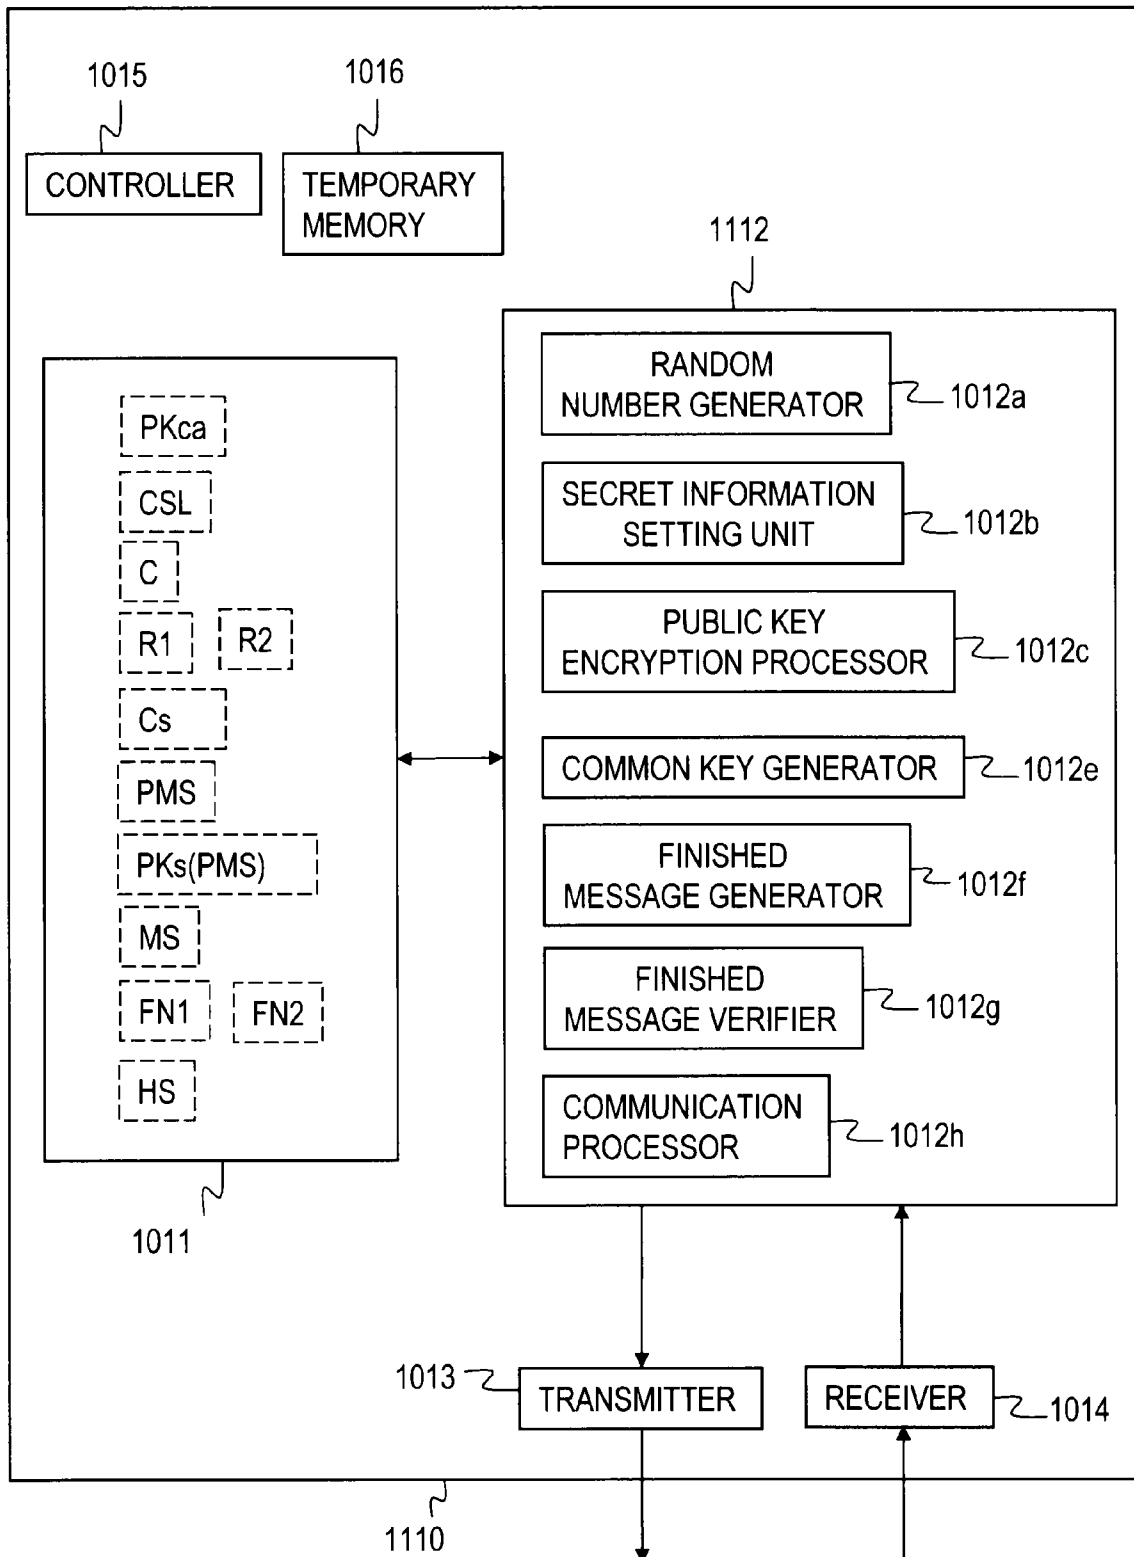 1015
1016
CONTROLLER
TEMPORARY
MEMORY
1112
RANDOM
NUMBER GENERATOR
1012a
SECRET INFORMATION
SETTING UNIT
1012b
PUBLIC KEY
ENCRYPTION PROCESSOR
1012c
COMMON KEY GENERATOR
1012e
FINISHED
MESSAGE GENERATOR
1012f
FINISHED
MESSAGE VERIFIER
1012g
COMMUNICATION
PROCESSOR
1012h
PKca
CSL
C
R1
R2
Cs
PMS
PKs(PMS)
MS
FN1
FN2
HS
1011
1013
TRANSMITTER
RECEIVER
1014
1110